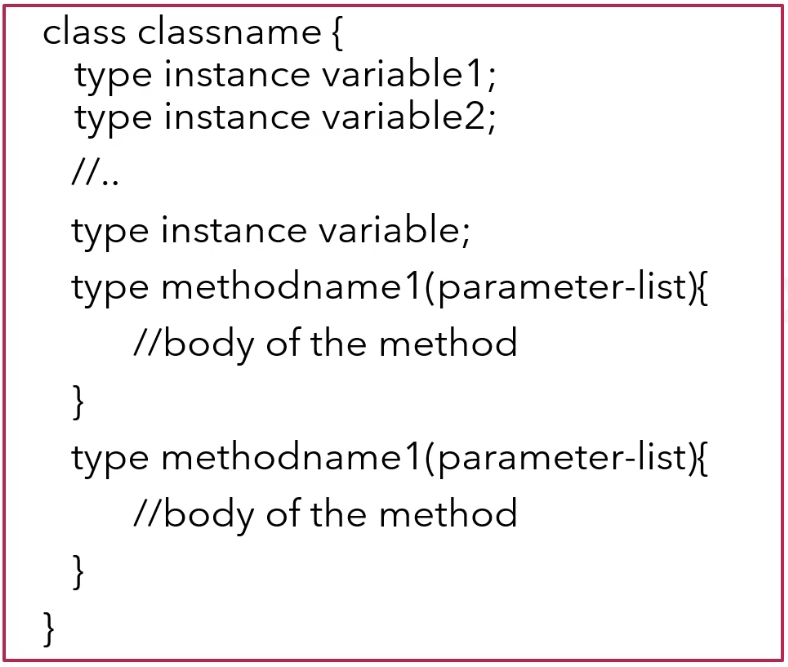 class classname {
type instance variable1;
type instance variable2;
//..
type instance variable;
type methodname1(parameter-list){
//body of the method
}
type methodname1(parameter-list){
//body of the method
}
}